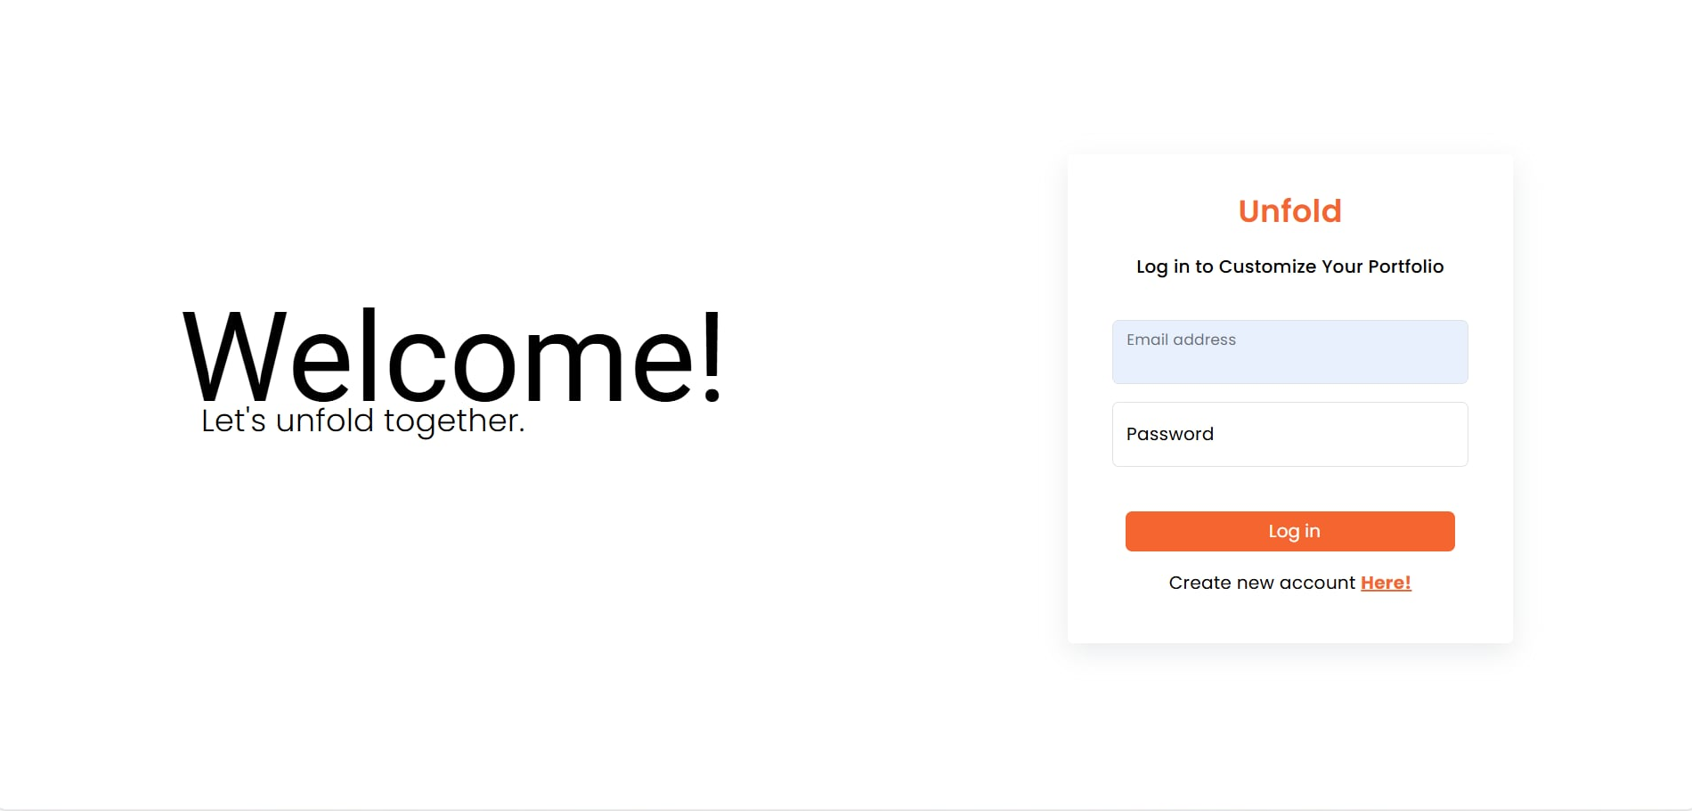 Welcome!
Let's unfold together.
Unfold
Log in to Customize Your Portfolio
Email address
Password
Log in
Create new account Here!